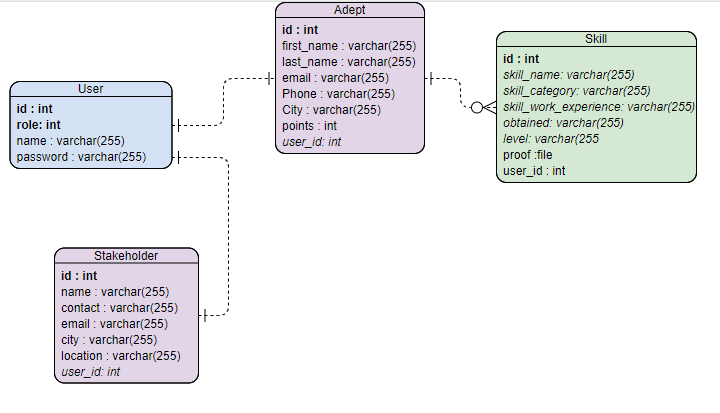 Adept
id : int
first_name : varchar(255)
last_name : varchar(255)
email : varchar(255)
Phone : varchar(255)
City : varchar(255)
points : int
user_id: int
Skill
id : int
skill_name: varchar(255)
skill_category: varchar(255)
skill_work_experience: varchar(255)
obtained: varchar(255)
level: varchar(255
proof :file
user_id : int
User
id : int
role: int
name : varchar(255)
password : varchar(255)
Stakeholder
id : int
name : varchar(255)
contact : varchar(255)
email : varchar(255)
city : varchar(255)
location : varchar(255)
user_id: int